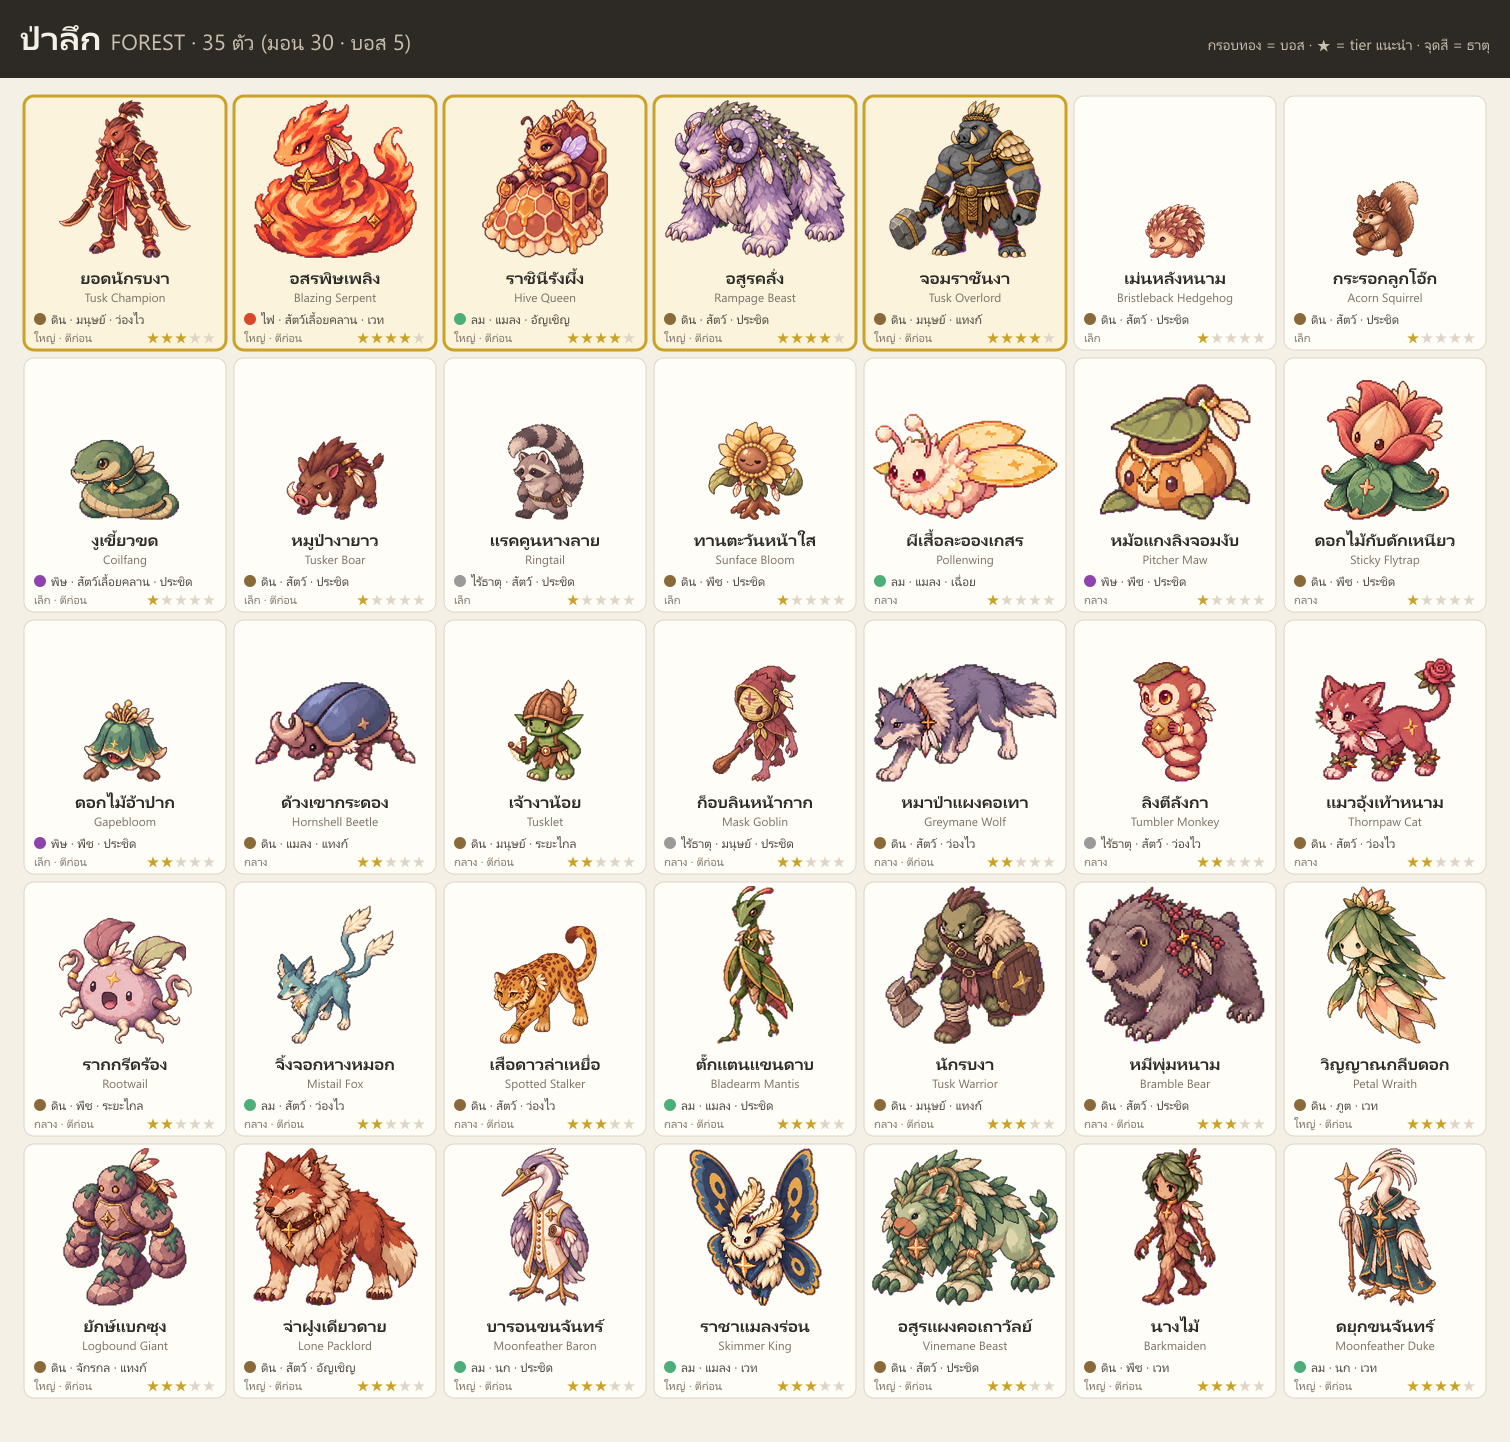 ป่าลึก FOREST · 35 ตัว (มอน 30 · บอส 5)
กรอบทอง = บอส · ★ = tier แนะนำ · จุดสี = ธาตุ
ยอดนักรบงา
Tusk Champion
ดิน · มนุษย์ · ว่องไว
ใหญ่ · ตีก่อน ★★★★★
อสรพิษเพลิง
Blazing Serpent
ไฟ · สัตว์เลื้อยคลาน · เวท
ใหญ่ · ตีก่อน ★★★★★
ราชินีรังผึ้ง
Hive Queen
ลม · แมลง · อัญเชิญ
ใหญ่ · ตีก่อน ★★★★★
อสูรคลั่ง
Rampage Beast
ดิน · สัตว์ · ประชิด
ใหญ่ · ตีก่อน ★★★★★
จอมราชันงา
Tusk Overlord
ดิน · มนุษย์ · แทงก์
ใหญ่ · ตีก่อน ★★★★★
เม่นหลังหนาม
Bristleback Hedgehog
ดิน · สัตว์ · ประชิด
เล็ก ★★★★★
กระรอกลูกโอ๊ก
Acorn Squirrel
ดิน · สัตว์ · ประชิด
เล็ก ★★★★★
งูเขี้ยวขด
Coilfang
พิษ · สัตว์เลื้อยคลาน · ประชิด
เล็ก · ตีก่อน ★★★★★
หมูป่างายาว
Tusker Boar
ดิน · สัตว์ · ประชิด
เล็ก · ตีก่อน ★★★★★
แรคคูนหางลาย
Ringtail
ไร้ธาตุ · สัตว์ · ประชิด
เล็ก ★★★★★
ทานตะวันหน้าใส
Sunface Bloom
ดิน · พืช · ประชิด
เล็ก ★★★★★
ผีเสื้อละอองเกสร
Pollenwing
ลม · แมลง · เฉื่อย
กลาง ★★★★★
หม้อแกงลิงจอมงับ
Pitcher Maw
พิษ · พืช · ประชิด
กลาง ★★★★★
ดอกไม้กับดักเหนียว
Sticky Flytrap
ดิน · พืช · ประชิด
กลาง ★★★★★
ดอกไม้อ้าปาก
Gapebloom
พิษ · พืช · ประชิด
เล็ก · ตีก่อน ★★★★★
ด้วงเขากระดอง
Hornshell Beetle
ดิน · แมลง · แทงก์
กลาง ★★★★★
เจ้างาน้อย
Tusklet
ดิน · มนุษย์ · ระยะไกล
กลาง · ตีก่อน ★★★★★
ก็อบลินหน้ากาก
Mask Goblin
ไร้ธาตุ · มนุษย์ · ประชิด
กลาง · ตีก่อน ★★★★★
หมาป่าแผงคอเทา
Greymane Wolf
ดิน · สัตว์ · ว่องไว
กลาง · ตีก่อน ★★★★★
ลิงตีลังกา
Tumbler Monkey
ไร้ธาตุ · สัตว์ · ว่องไว
กลาง ★★★★★
แมวอุ้งเท้าหนาม
Thornpaw Cat
ดิน · สัตว์ · ว่องไว
กลาง ★★★★★
รากกรีดร้อง
Rootwail
ดิน · พืช · ระยะไกล
กลาง · ตีก่อน ★★★★★
จิ้งจอกหางหมอก
Mistail Fox
ลม · สัตว์ · ว่องไว
กลาง · ตีก่อน ★★★★★
เสือดาวล่าเหยื่อ
Spotted Stalker
ดิน · สัตว์ · ว่องไว
กลาง · ตีก่อน ★★★★★
ตั๊กแตนแขนดาบ
Bladearm Mantis
ลม · แมลง · ประชิด
กลาง · ตีก่อน ★★★★★
นักรบงา
Tusk Warrior
ดิน · มนุษย์ · แทงก์
กลาง · ตีก่อน ★★★★★
หมีพุ่มหนาม
Bramble Bear
ดิน · สัตว์ · ประชิด
กลาง · ตีก่อน ★★★★★
วิญญาณกลีบดอก
Petal Wraith
ดิน · ภูต · เวท
ใหญ่ · ตีก่อน ★★★★★
ยักษ์แบกซุง
Logbound Giant
ดิน · จักรกล · แทงก์
ใหญ่ · ตีก่อน ★★★★★
จ่าฝูงเดียวดาย
Lone Packlord
ดิน · สัตว์ · อัญเชิญ
ใหญ่ · ตีก่อน ★★★★★
บารอนขนจันทร์
Moonfeather Baron
ลม · นก · ประชิด
ใหญ่ · ตีก่อน ★★★★★
ราชาแมลงร่อน
Skimmer King
ลม · แมลง · เวท
ใหญ่ · ตีก่อน ★★★★★
อสูรแผงคอเถาวัลย์
Vinemane Beast
ดิน · สัตว์ · ประชิด
ใหญ่ · ตีก่อน ★★★★★
นางไม้
Barkmaiden
ดิน · พืช · เวท
ใหญ่ · ตีก่อน ★★★★★
ดยุกขนจันทร์
Moonfeather Duke
ลม · นก · เวท
ใหญ่ · ตีก่อน ★★★★★